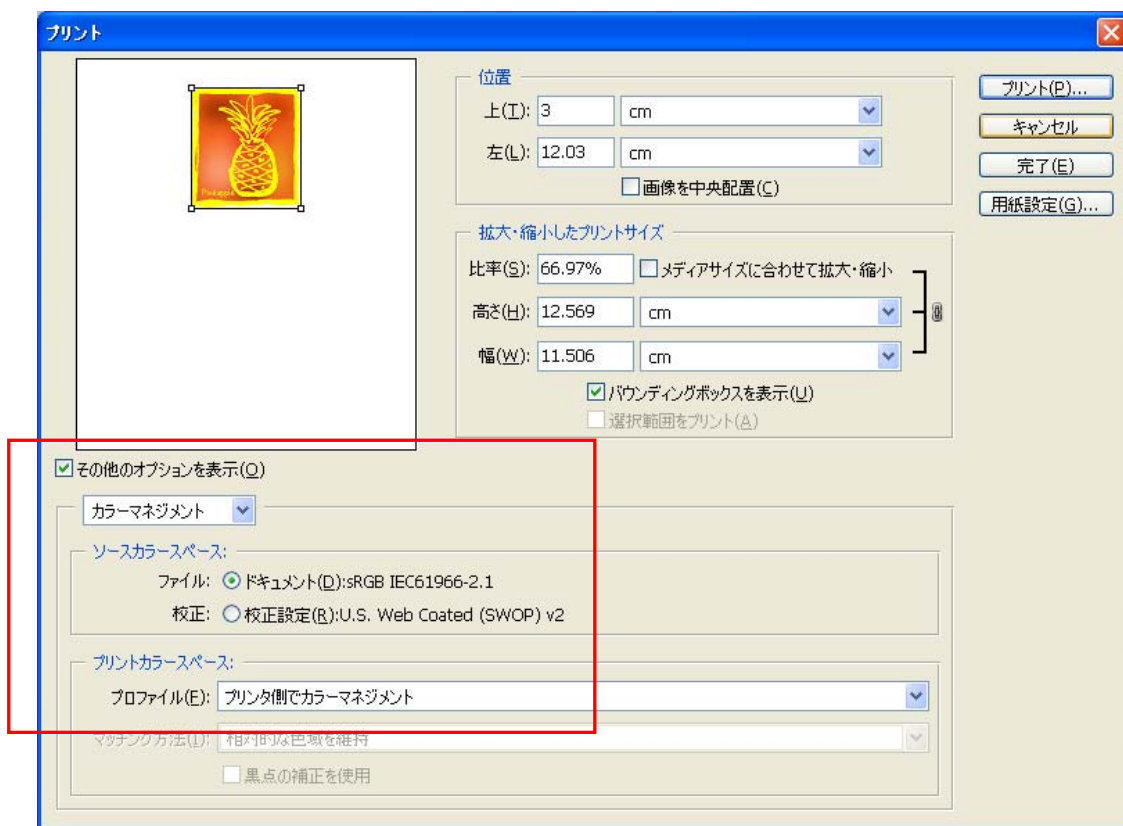 プリント
Pineapple
位置
上(T): 3 cm
左(L): 12.03 cm
画像を中央配置(C)
拡大・縮小したプリントサイズ
比率(S): 66.97% メディアサイズに合わせて拡大・縮小
高さ(H): 12.569 cm
幅(W): 11.506 cm
バウンディングボックスを表示(U)
選択範囲をプリント(A)
プリント(P)...
キャンセル
完了(E)
用紙設定(G)...
その他のオプションを表示(O)
カラーマネジメント
ソースカラースペース:
ファイル: ドキュメント(D):sRGB IEC61966-2.1
校正: 校正設定(R):U.S. Web Coated (SWOP) v2
プリントカラースペース:
プロファイル(F): プリンタ側でカラーマネジメント
マッチング方法(I): 相対的な色域を維持
黒点の補正を使用